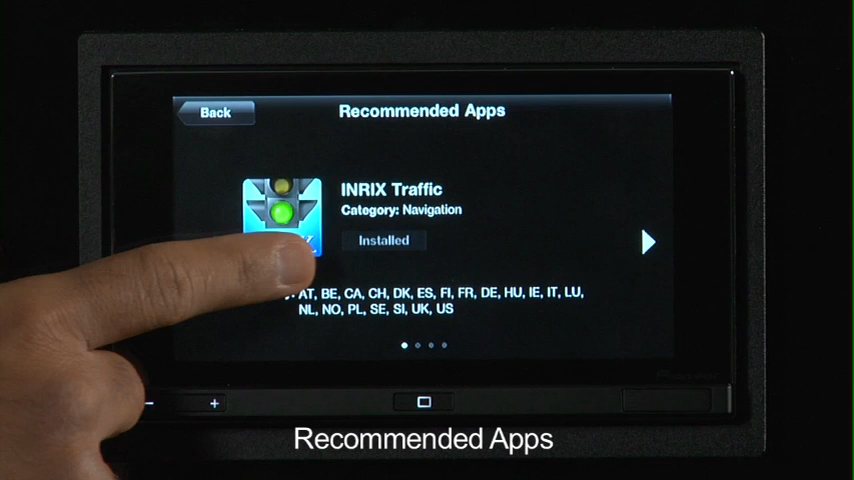 Back
Recommended Apps
INRIX Traffic
Category: Navigation
Installed
AT, BE, CA, CH, DK, ES, FI, FR, DE, HU, IE, IT, LU,
NL, NO, PL, SE, SI, UK, US
- +
Recommended Apps